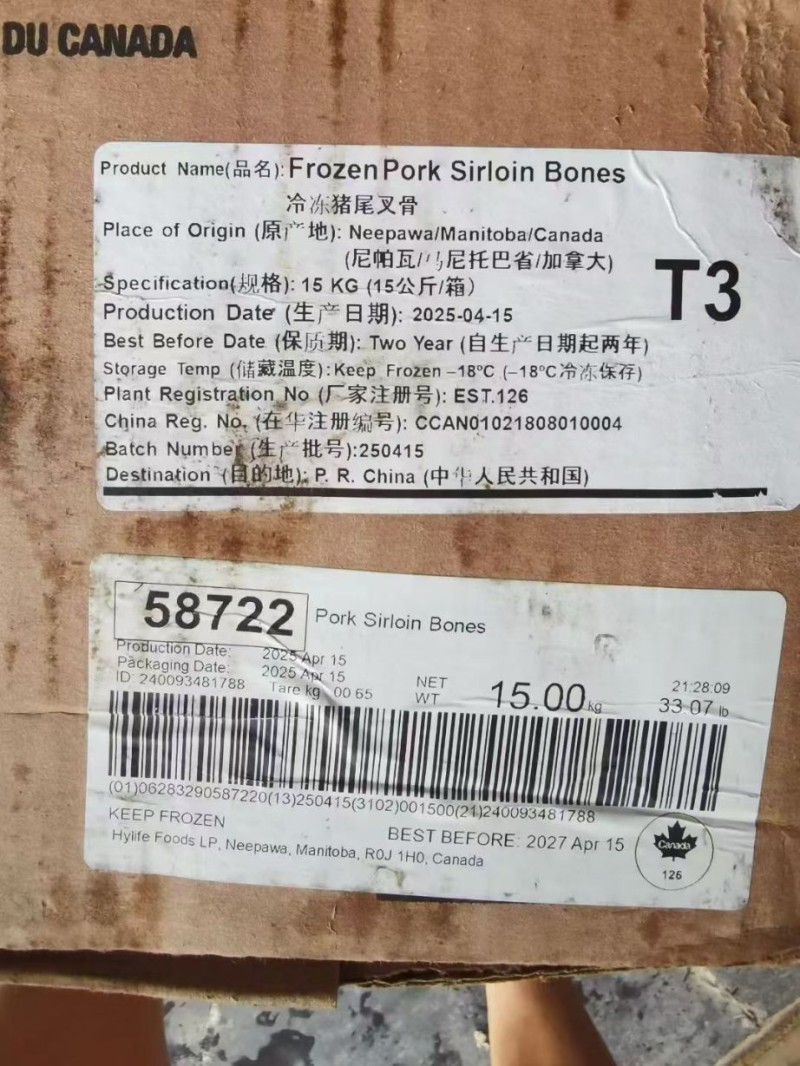 DU CANADA
Product Name(品名): Frozen Pork Sirloin Bones
冷冻猪尾叉骨
Place of Origin (原产地): Neepawa/Manitoba/Canada
(尼帕瓦/马尼托巴省/加拿大)
T3
Specification(规格): 15 KG (15公斤/箱)
Production Date (生产日期): 2025-04-15
Best Before Date (保质期): Two Year (自生产日期起两年)
Storage Temp (储藏温度): Keep Frozen -18°C (-18°C冷冻保存)
Plant Registration No (厂家注册号): EST.126
China Reg. No. (在华注册编号): CCAN01021808010004
Batch Number (生产批号):250415
Destination (目的地): P. R. China (中华人民共和国)
58722 Pork Sirloin Bones
Production Date: 2025 Apr 15
Packaging Date: 2025 Apr 15
ID: 240093481788 Tare kg 00 65
NET WT 15.00 kg
21:28:09
33 07 lb
(01)06283290587220(13)250415(3102)001500(21)240093481788
KEEP FROZEN
BEST BEFORE: 2027 Apr 15
Hylife Foods LP, Neepawa, Manitoba, R0J 1H0, Canada
Canada
126